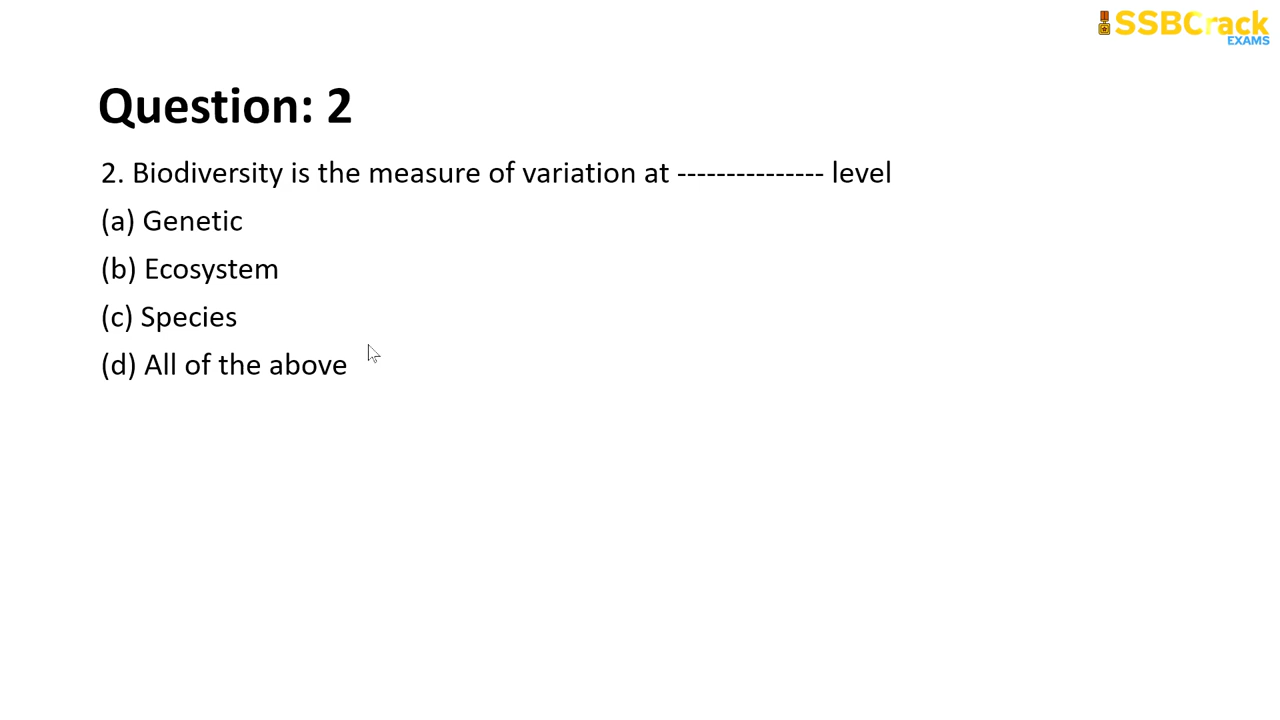 SSBCrack
EXAMS
Question: 2
2. Biodiversity is the measure of variation at --------------- level
(a) Genetic
(b) Ecosystem
(c) Species
(d) All of the above